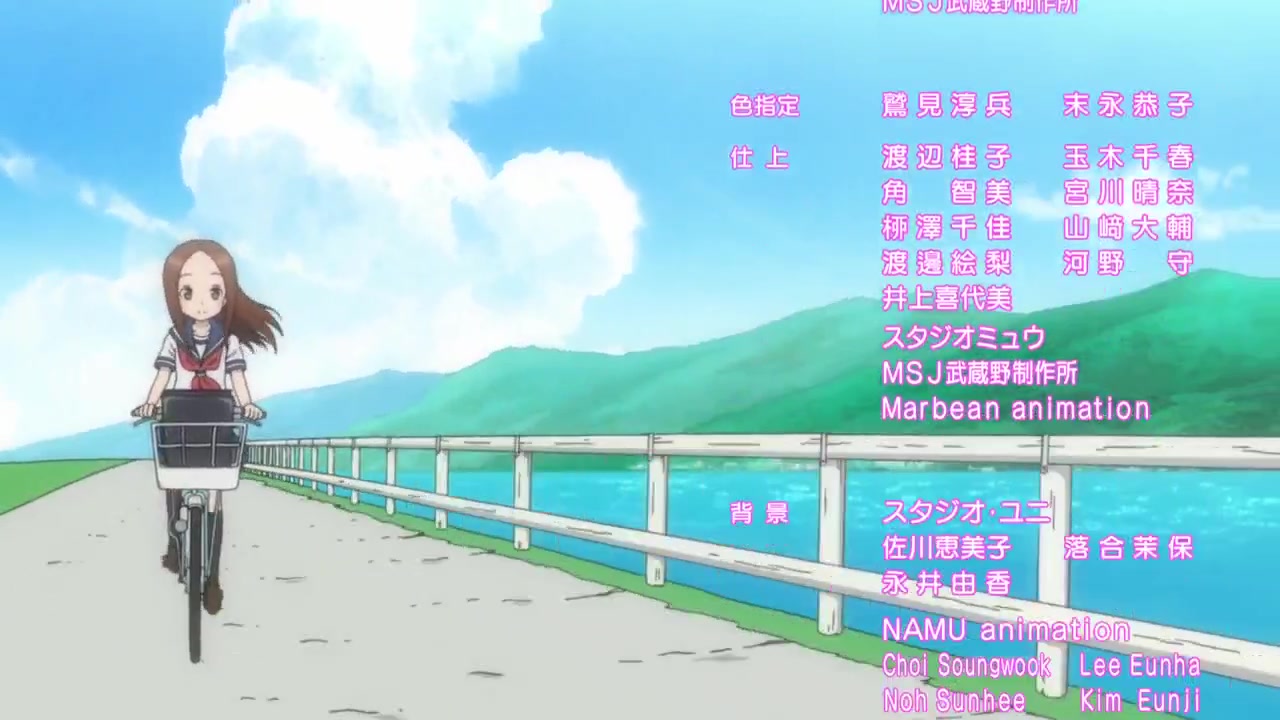 MSJ武蔵野制作所
色指定 鷲見淳兵 末永恭子
仕上 渡辺桂子 玉木千春
角 智美 宮川晴奈
栁澤千佳 山﨑大輔
渡邉絵梨 河野 守
井上喜代美
スタジオミュウ
MSJ武蔵野制作所
Marbean animation
背景 スタジオ・ユニ
佐川恵美子 落合茉保
永井由香
NAMU animation
Choi Soungwook Lee Eunha
Noh Sunhee Kim Eunji